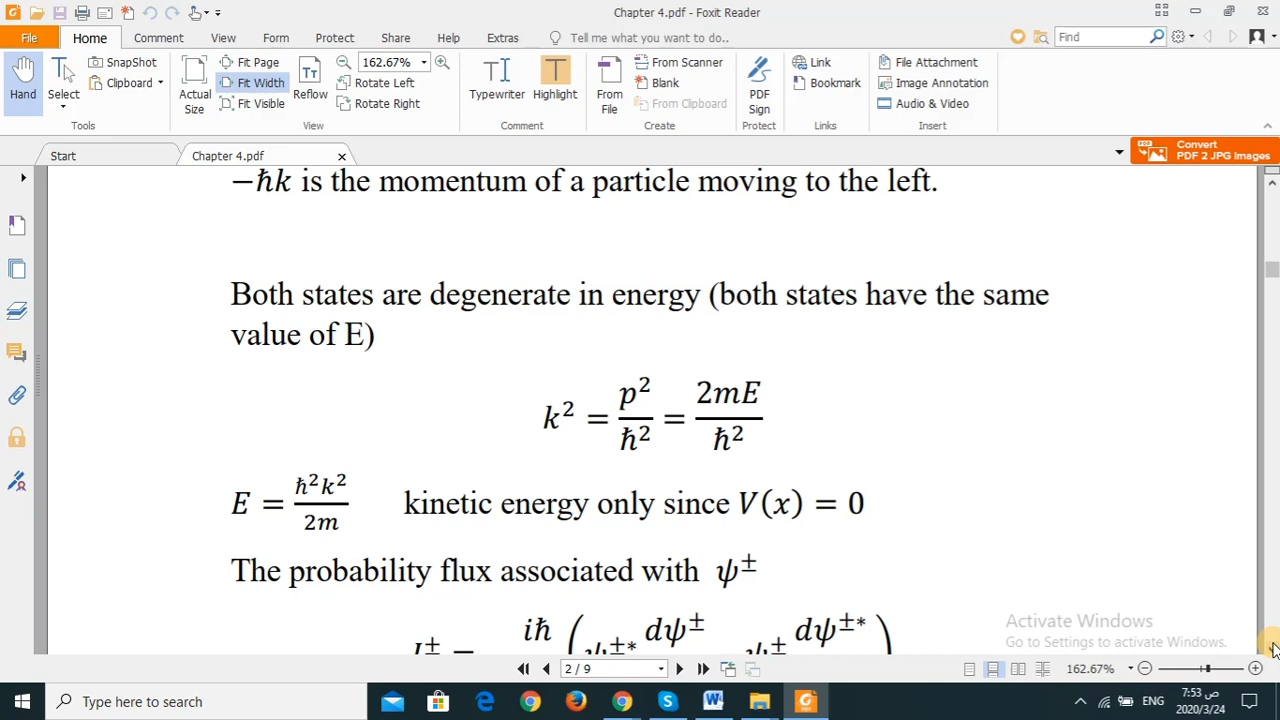 Chapter 4.pdf - Foxit Reader
File Home Comment View Form Protect Share Help Extras Tell me what you want to do.. Find
Hand
Select
SnapShot
Clipboard
Tools
Actual Size
Fit Page
Fit Width
Fit Visible
Reflow
162.67%
Rotate Left
Rotate Right
View
Typewriter
Highlight
Comment
From File
From Scanner
Blank
From Clipboard
Create
PDF Sign
Protect
Link
Bookmark
Links
File Attachment
Image Annotation
Audio & Video
Insert
Start
Chapter 4.pdf
Convert
PDF 2 JPG Images
−ℏk is the momentum of a particle moving to the left.
Both states are degenerate in energy (both states have the same
value of E)
k² = p²/ℏ² = 2mE/ℏ²
E = ℏ²k²/2m kinetic energy only since V(x) = 0
The probability flux associated with ψ±
J± = iℏ (ψ±* dψ± ψ± dψ±*)
Activate Windows
Go to Settings to activate Windows.
2 / 9
162.67%
Type here to search
ENG
7:53 ص
2020/3/24